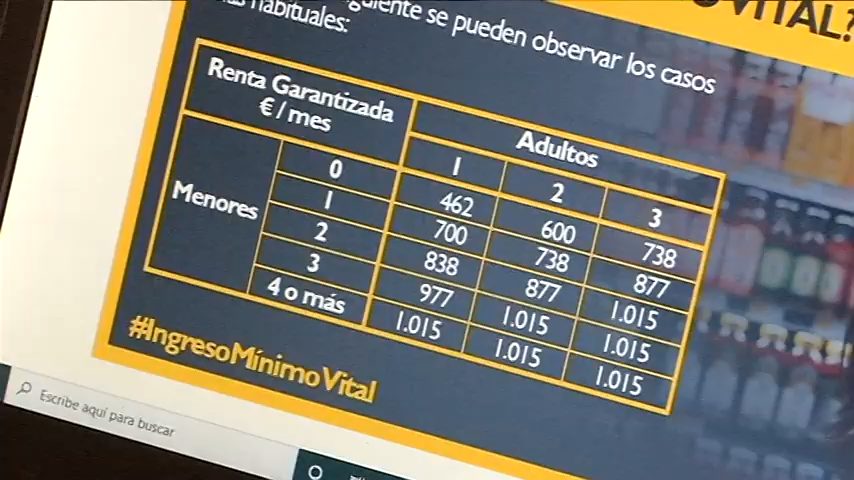 VITAL?
siguiente se pueden observar los casos
habituales:
Renta Garantizada
€ / mes
Adultos
1 2 3
Menores
0 462 600 738
1 700 738 877
2 838 877 1.015
3 977 1.015 1.015
4 o más 1.015 1.015 1.015
#IngresoMínimoVital
Escribe aquí para buscar